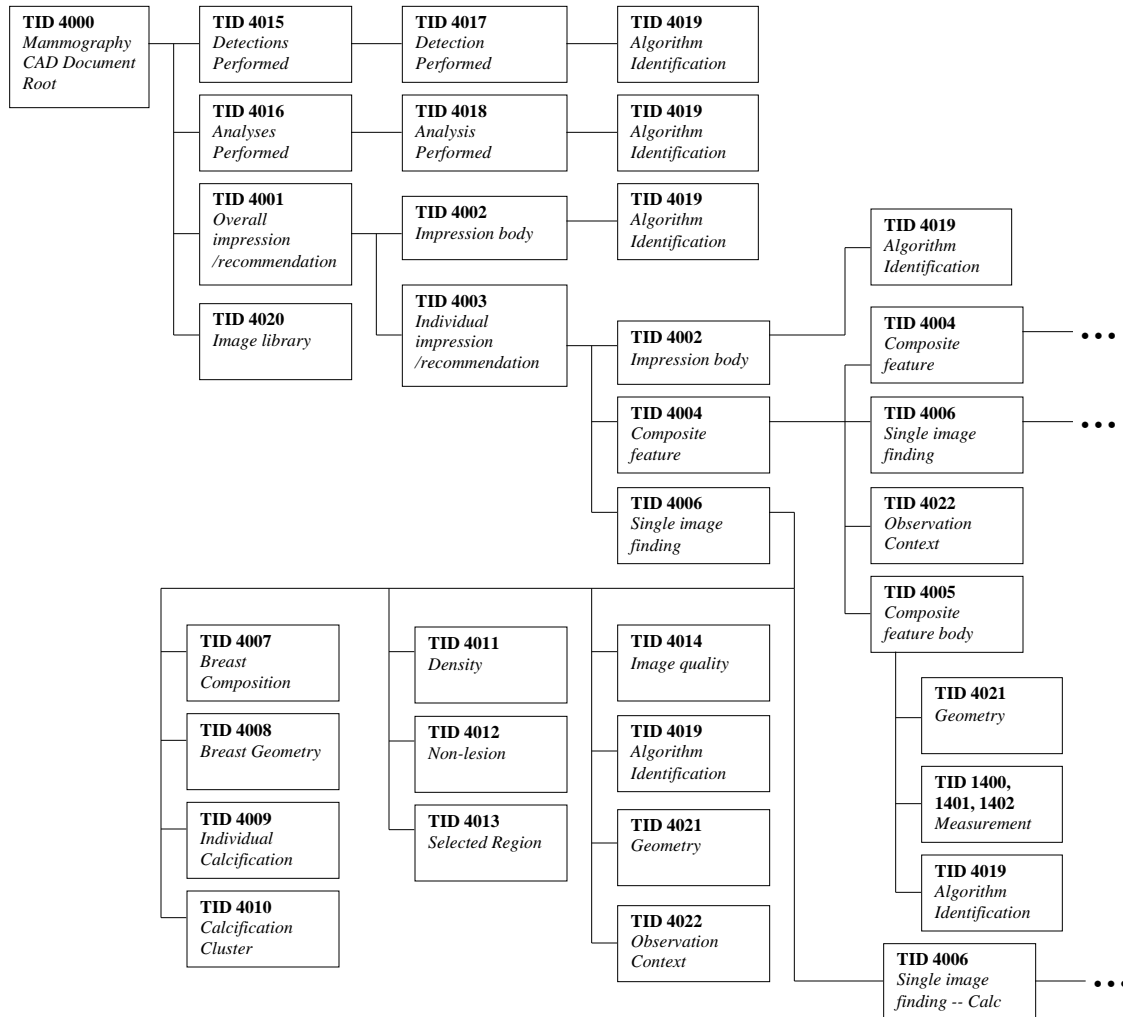 TID 4000
Mammography
CAD Document
Root
TID 4015
Detections
Performed
TID 4017
Detection
Performed
TID 4019
Algorithm
Identification
TID 4016
Analyses
Performed
TID 4018
Analysis
Performed
TID 4019
Algorithm
Identification
TID 4001
Overall
impression
/recommendation
TID 4002
Impression body
TID 4019
Algorithm
Identification
TID 4019
Algorithm
Identification
TID 4020
Image library
TID 4003
Individual
impression
/recommendation
TID 4002
Impression body
TID 4004
Composite
feature
•••
TID 4004
Composite
feature
TID 4006
Single image
finding
•••
TID 4006
Single image
finding
TID 4022
Observation
Context
TID 4005
Composite
feature body
TID 4007
Breast
Composition
TID 4011
Density
TID 4014
Image quality
TID 4021
Geometry
TID 4008
Breast Geometry
TID 4012
Non-lesion
TID 4019
Algorithm
Identification
TID 1400,
1401, 1402
Measurement
TID 4009
Individual
Calcification
TID 4013
Selected Region
TID 4021
Geometry
TID 4019
Algorithm
Identification
TID 4010
Calcification
Cluster
TID 4022
Observation
Context
TID 4006
Single image
finding -- Calc
•••